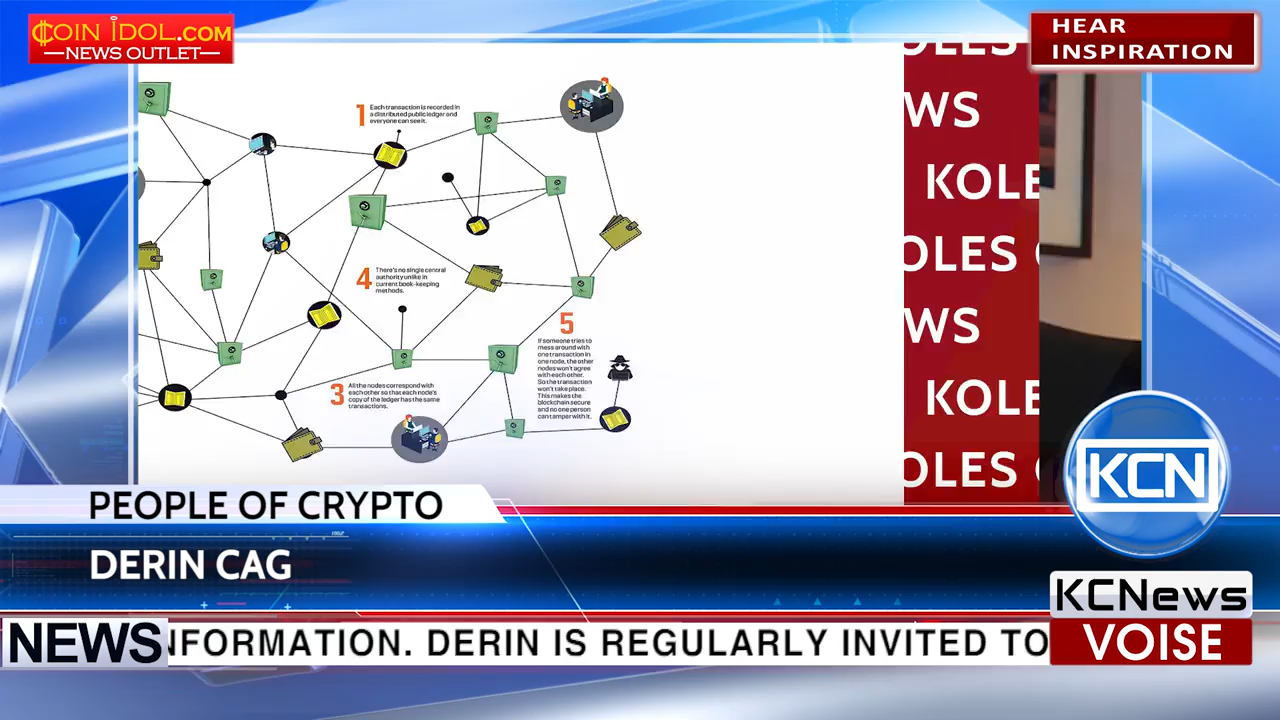 COIN IDOL.COM
NEWS OUTLET
HEAR
INSPIRATION
1
Each transaction is recorded in
a distributed public ledger and
everyone can see it.
4
There's no single central
authority unlike in
current book-keeping
methods.
5
If someone tries to
mess around with
one transaction in
one node, the other
nodes won't agree
with each other.
So the transaction
won't take place.
This makes the
blockchain secure
and no one person
can tamper with it.
3
All the nodes correspond with
each other so that each node's
copy of the ledger has the same
transactions.
OLES
WS
KOLE
OLES
WS
KOLE
OLES
KCN
PEOPLE OF CRYPTO
DERIN CAG
KCNews
VOISE
NEWS
NFORMATION. DERIN IS REGULARLY INVITED TO